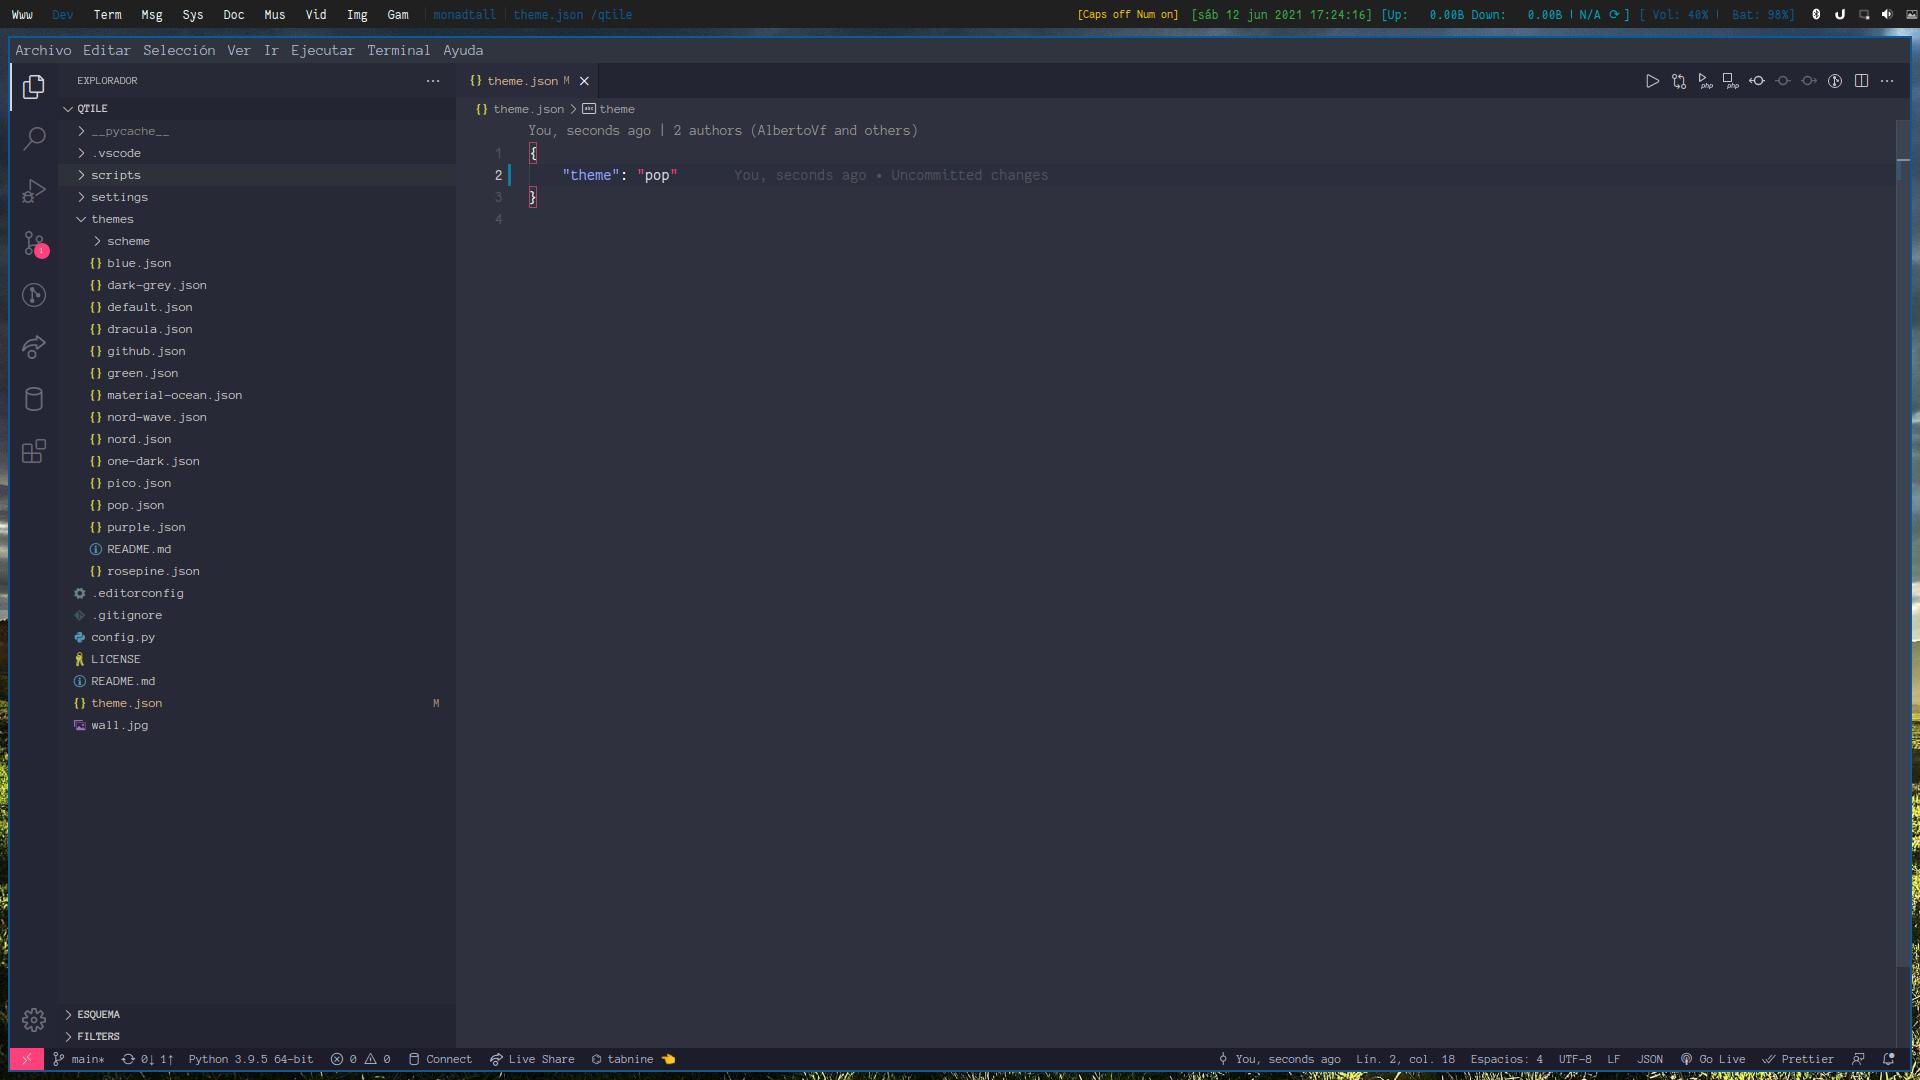 Www Dev Term Msg Sys Doc Mus Vid Img Gam monadtall theme.json /qtile [Caps off Num on] [sáb 12 jun 2021 17:24:16] [Up: 0.00B Down: 0.00B | N/A ⟳ ] [ Vol: 40% | Bat: 98%]
Archivo Editar Selección Ver Ir Ejecutar Terminal Ayuda
EXPLORADOR ···
{} theme.json M ×
php php
QTILE
{} theme.json > abc theme
You, seconds ago | 2 authors (AlbertoVf and others)
1 {
2 "theme": "pop" You, seconds ago • Uncommitted changes
3 }
4
__pycache__
.vscode
scripts
settings
themes
scheme
{} blue.json
{} dark-grey.json
{} default.json
{} dracula.json
{} github.json
{} green.json
{} material-ocean.json
{} nord-wave.json
{} nord.json
{} one-dark.json
{} pico.json
{} pop.json
{} purple.json
README.md
{} rosepine.json
.editorconfig
.gitignore
config.py
LICENSE
README.md
{} theme.json M
wall.jpg
1
ESQUEMA
FILTERS
main* 0↓ 1↑ Python 3.9.5 64-bit 0 0 Connect Live Share tabnine 👈 You, seconds ago Lín. 2, col. 18 Espacios: 4 UTF-8 LF JSON Go Live Prettier